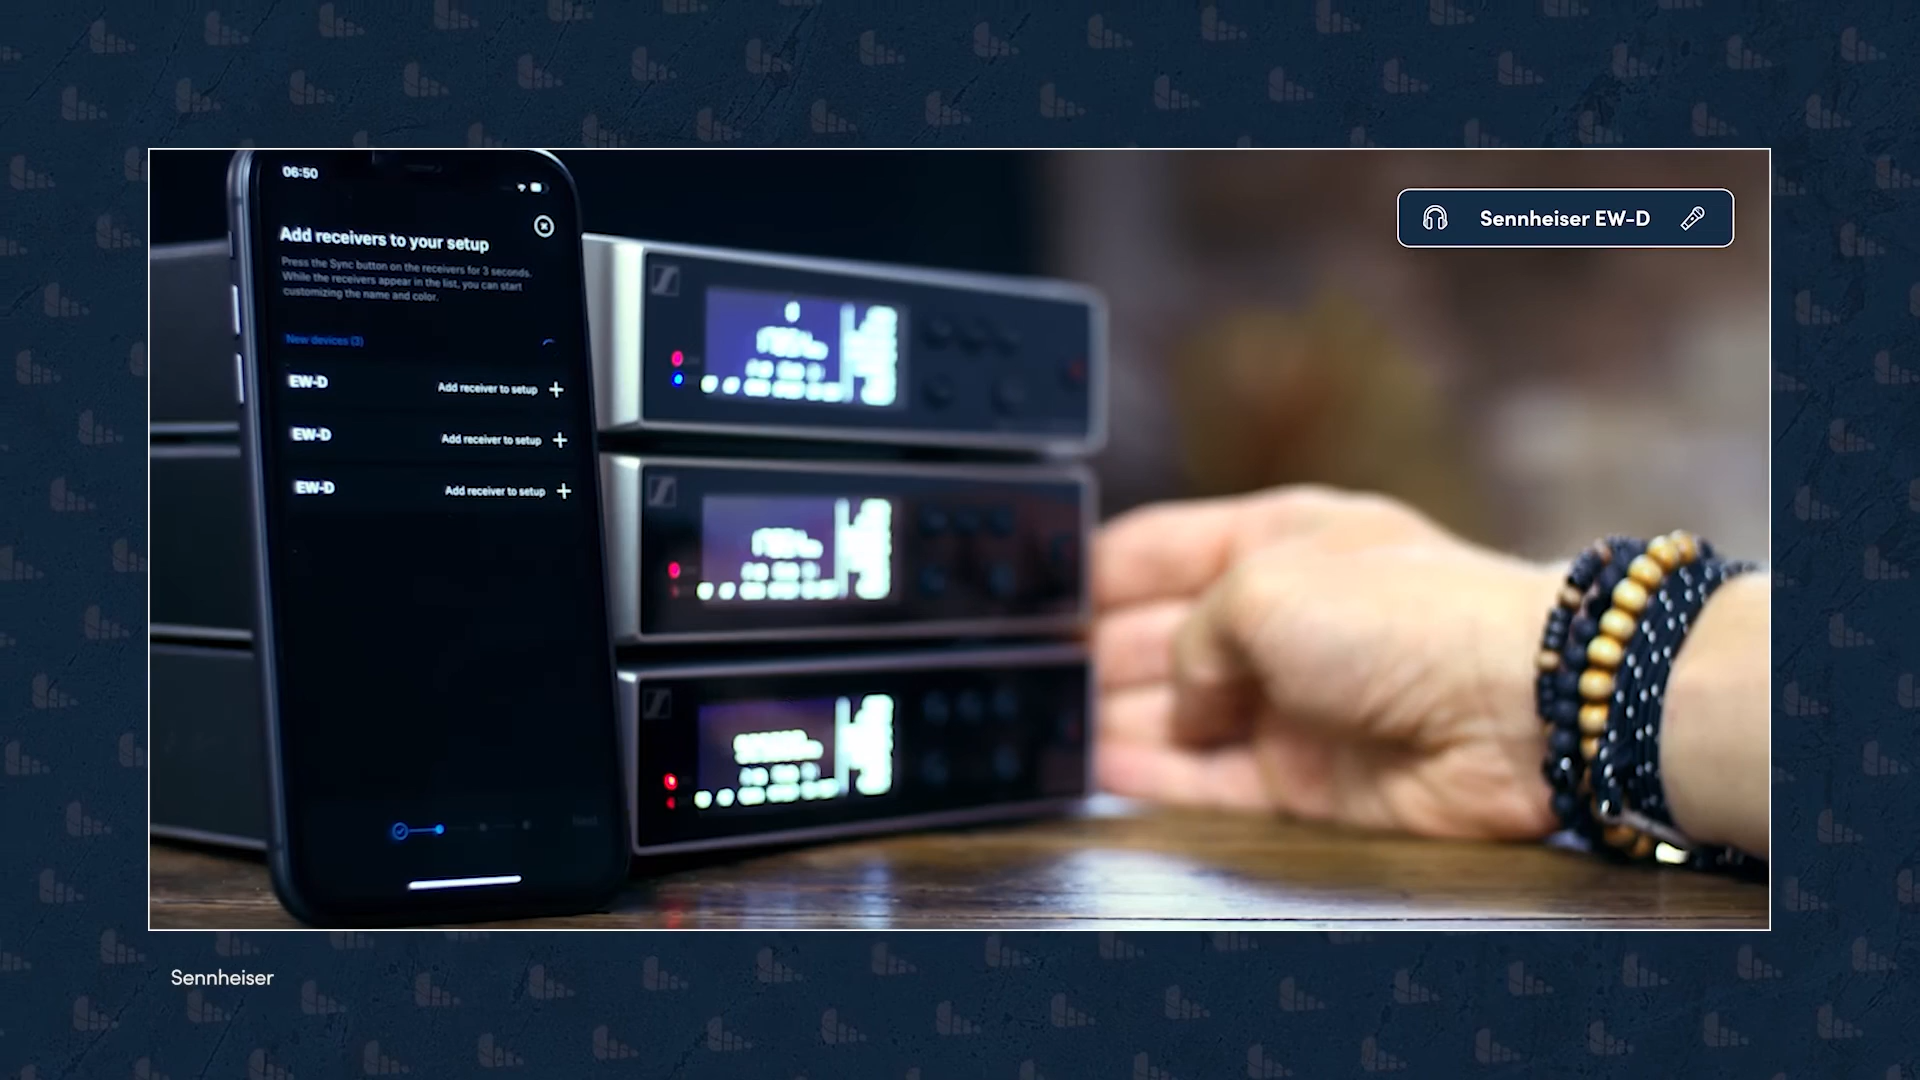 06:50
Add receivers to your setup
Press the Sync button on the receivers for 3 seconds.
While the receivers appear in the list, you can start
customizing the name and color.
New devices (3)
EW-D Add receiver to setup +
EW-D Add receiver to setup +
EW-D Add receiver to setup +
Next
Sennheiser EW-D
Sennheiser